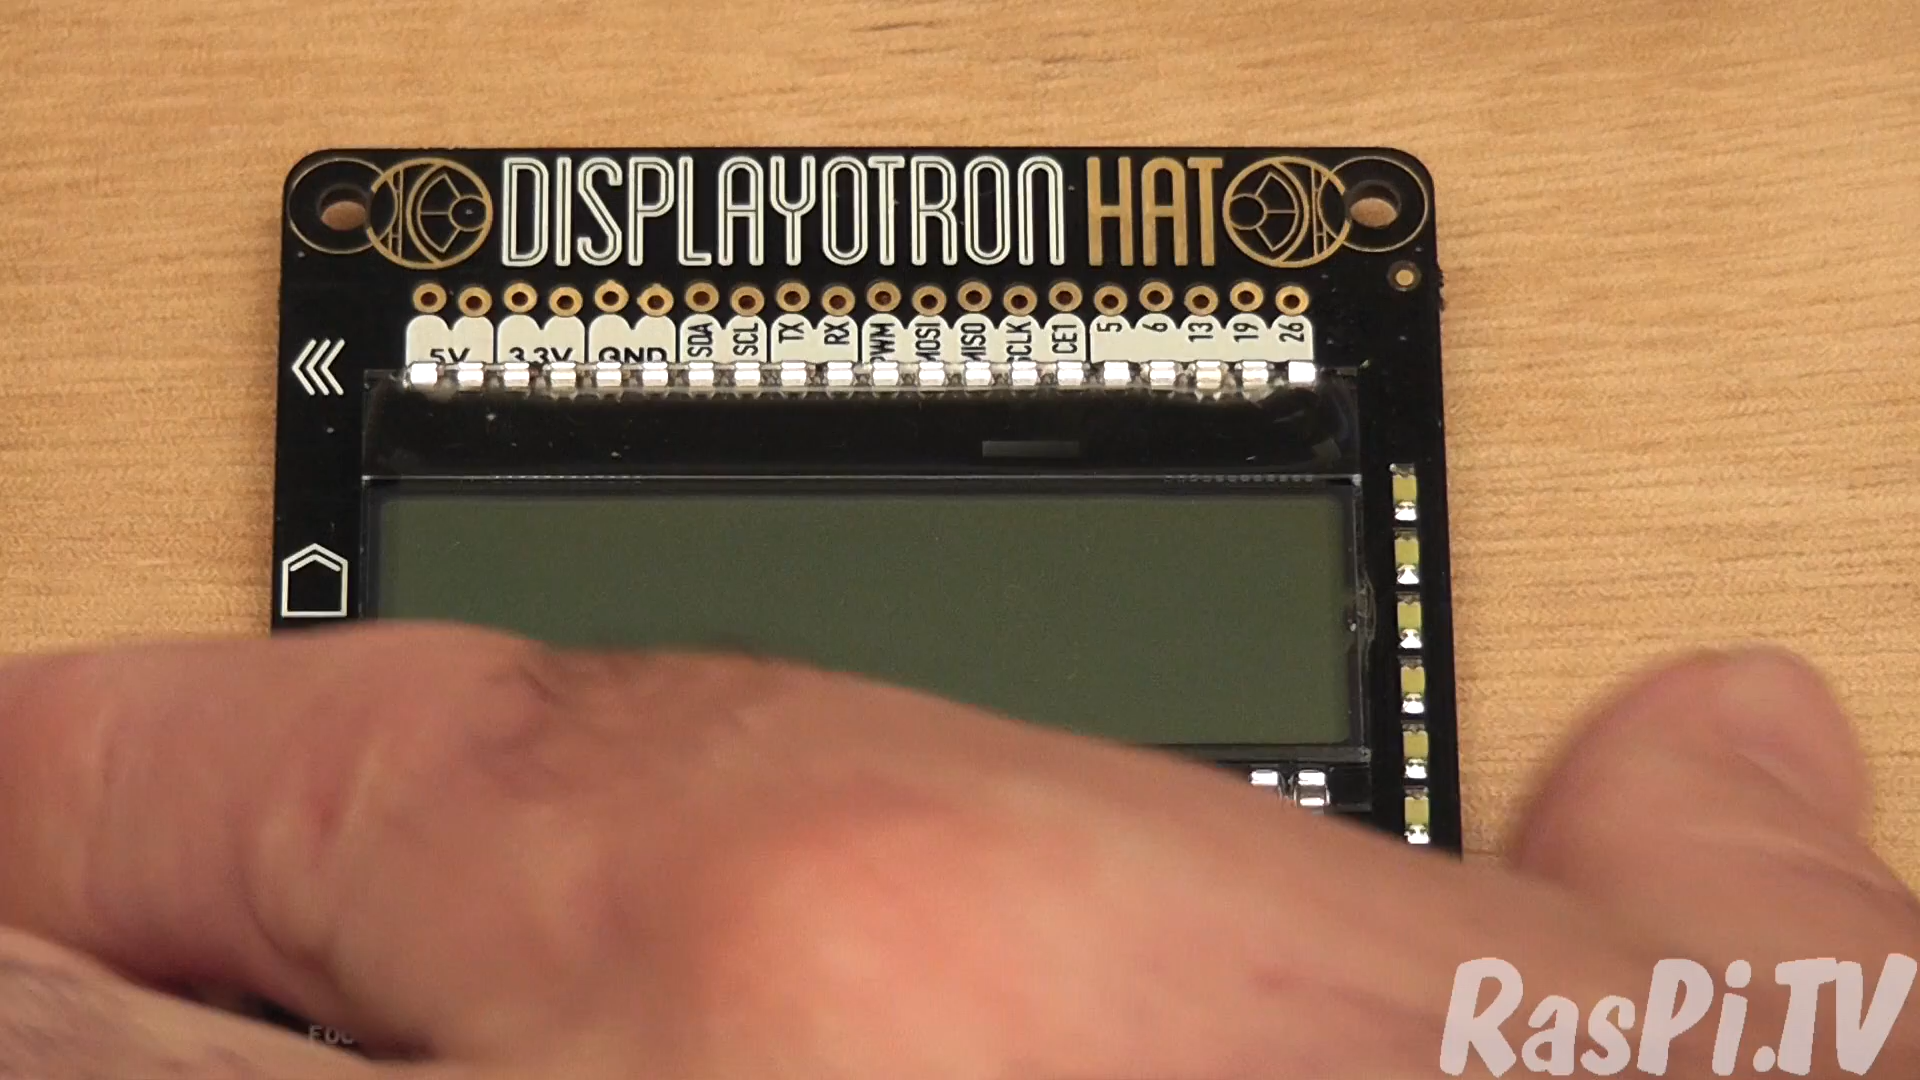 DISPLAYOTRON HAT
5V 3.3V GND SDA SCL TX RX PWM MOSI MISO SCLK CE1 5 6 13 19 26
RasPi.TV